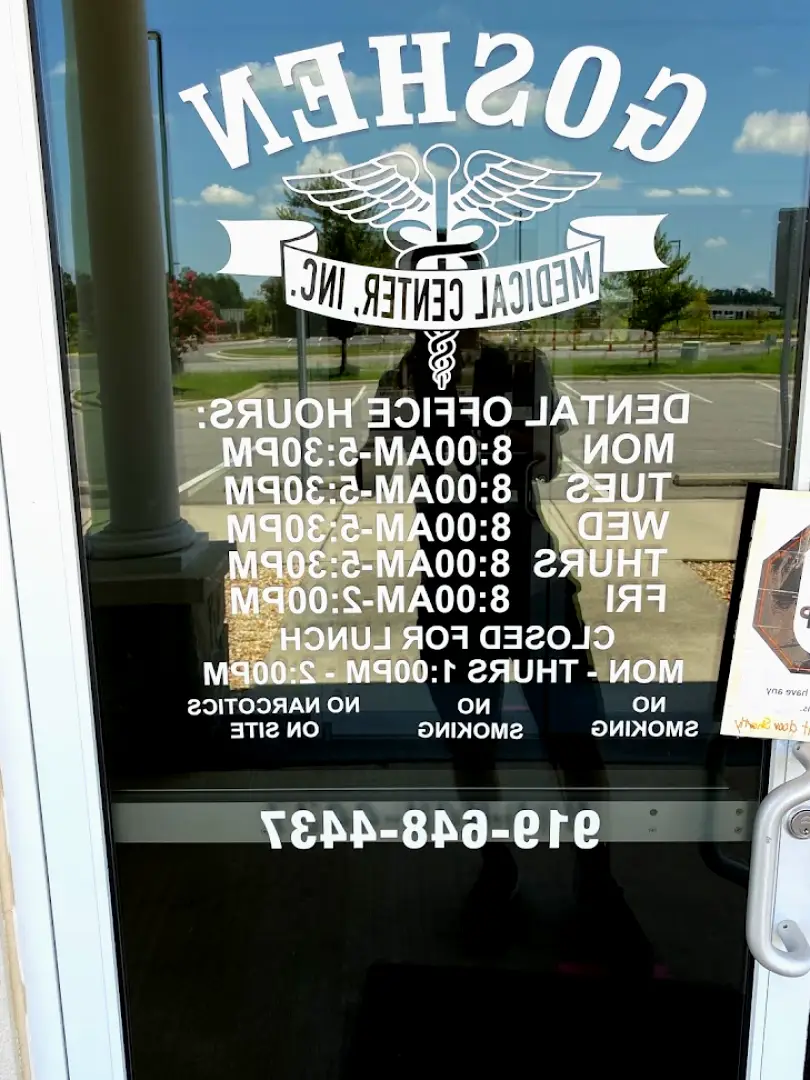 GOSHEN
MEDICAL CENTER, INC.
DENTAL OFFICE HOURS:
MON 8:00AM-5:30PM
TUES 8:00AM-5:30PM
WED 8:00AM-5:30PM
THURS 8:00AM-5:30PM
FRI 8:00AM-2:00PM
CLOSED FOR LUNCH
MON - THURS 1:00PM - 2:00PM
NO SMOKING
NO SMOKING
NO NARCOTICS ON SITE
919-648-4437
have any